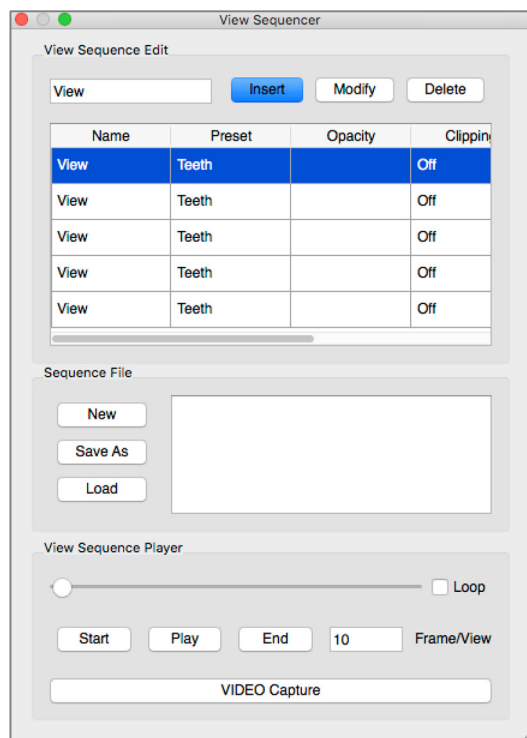 View Sequencer
View Sequence Edit
View Insert Modify Delete
Name Preset Opacity Clipping
View Teeth Off
View Teeth Off
View Teeth Off
View Teeth Off
View Teeth Off
Sequence File
New
Save As
Load
View Sequence Player
Loop
Start Play End 10 Frame/View
VIDEO Capture